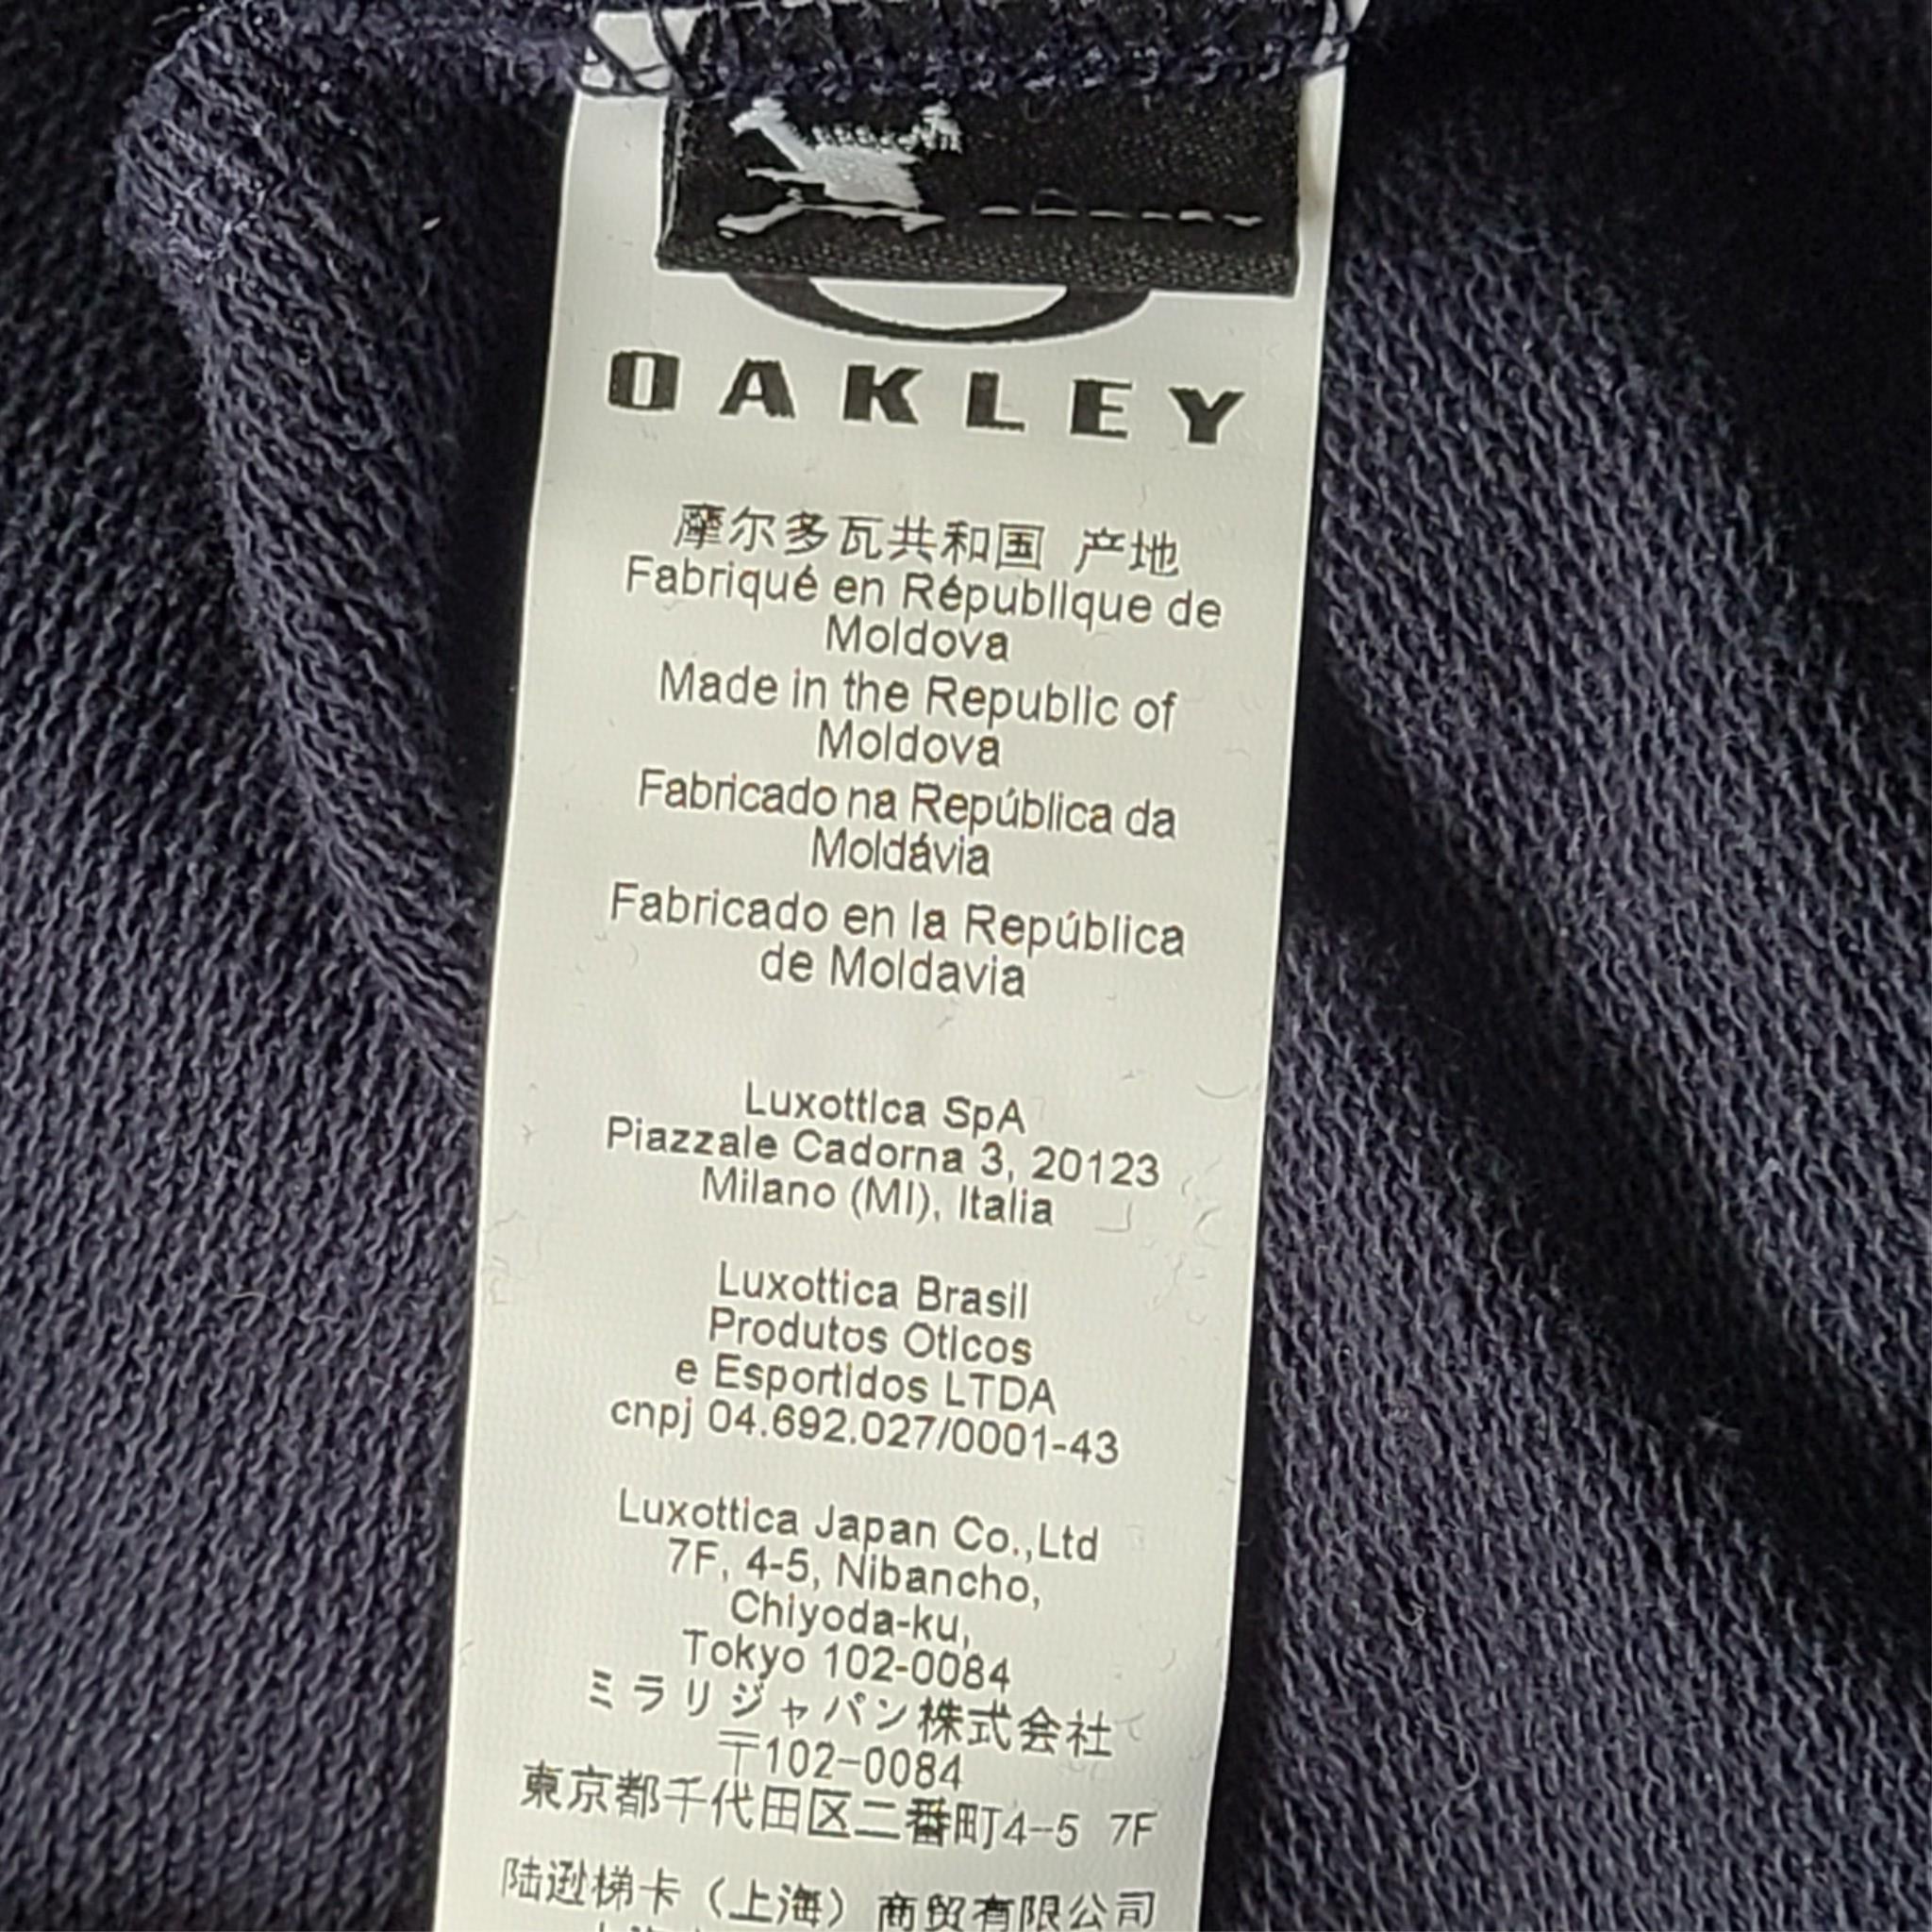 OAKLEY
摩尔多瓦共和国 产地
Fabriqué en République de
Moldova
Made in the Republic of
Moldova
Fabricado na República da
Moldávia
Fabricado en la República
de Moldavia
Luxottica SpA
Piazzale Cadorna 3, 20123
Milano (MI), Italia
Luxottica Brasil
Produtos Oticos
e Esportidos LTDA
cnpj 04.692.027/0001-43
Luxottica Japan Co.,Ltd
7F, 4-5, Nibancho,
Chiyoda-ku,
Tokyo 102-0084
ミラリジャパン株式会社
〒102-0084
東京都千代田区二番町4-5 7F
陆逊梯卡（上海）商贸有限公司